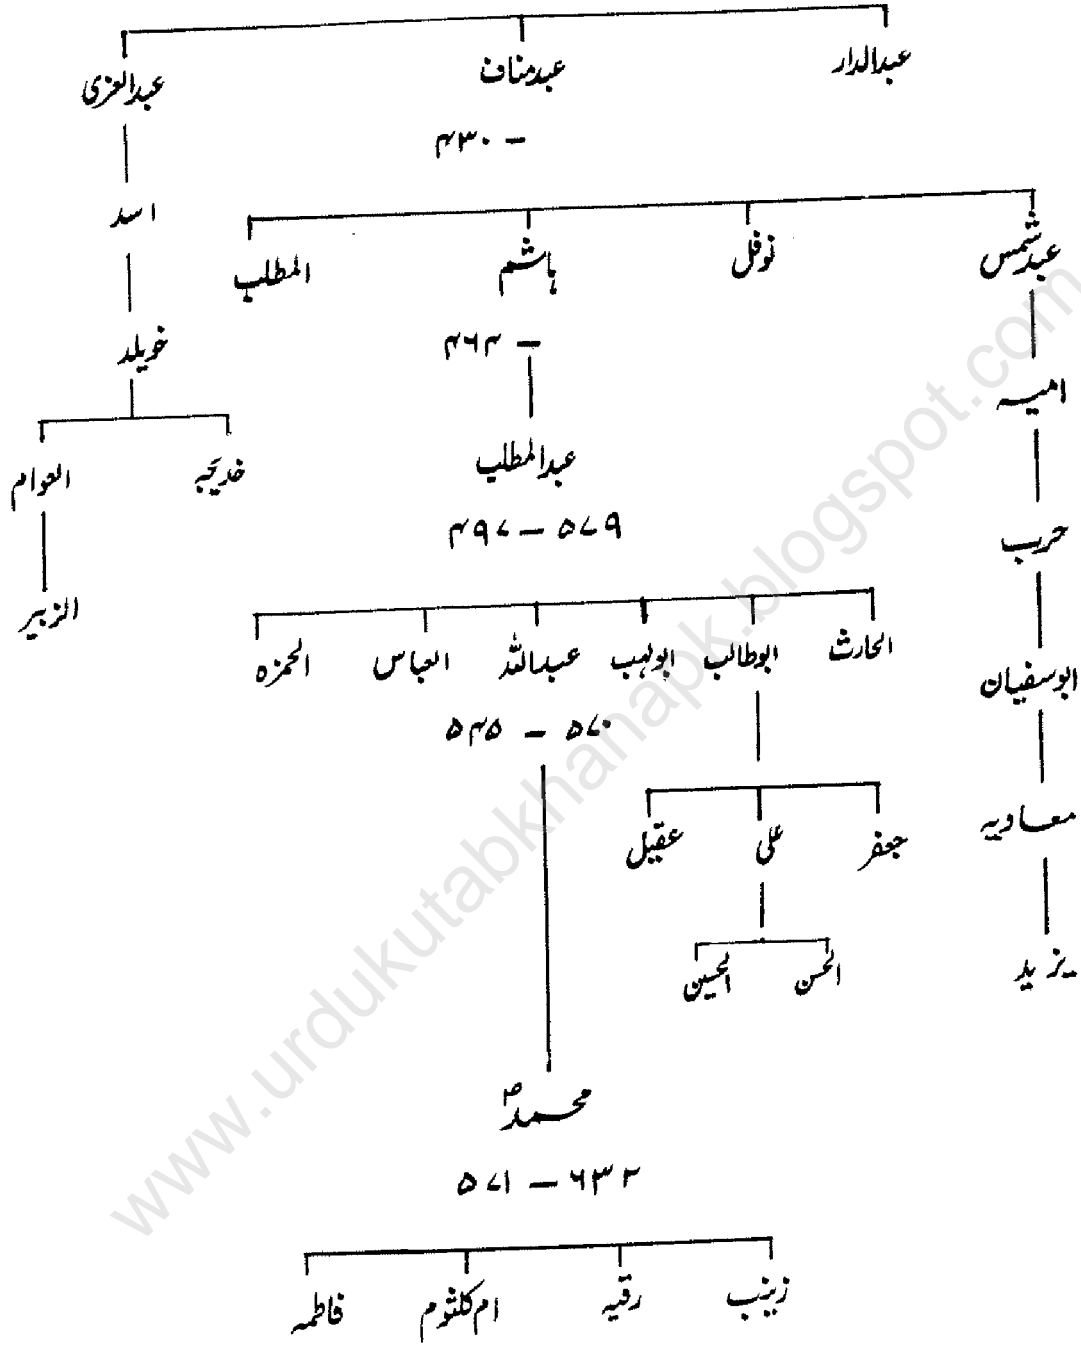 عبدالدار عبدمناف عبدالعزی
۴۳۰ –
اسد
عبدشمس نوفل ہاشم المطلب
۴۶۴ –
خویلد
امیہ
عبدالمطلب
خدیجہ العوام
۴۹۷ – ۵۷۹
حرب
الزبیر
الحارث ابوطالب ابولہب عبداللہ العباس الحمزہ
ابوسفیان
۵۴۵ – ۵۷۰
معاویہ
جعفر علی عقیل
یزید
الحسن الحسین
محمدؐ
۵۷۱ – ۶۳۲
زینب رقیہ ام کلثوم فاطمہ
www.urdukutabkhanapk.blogspot.com